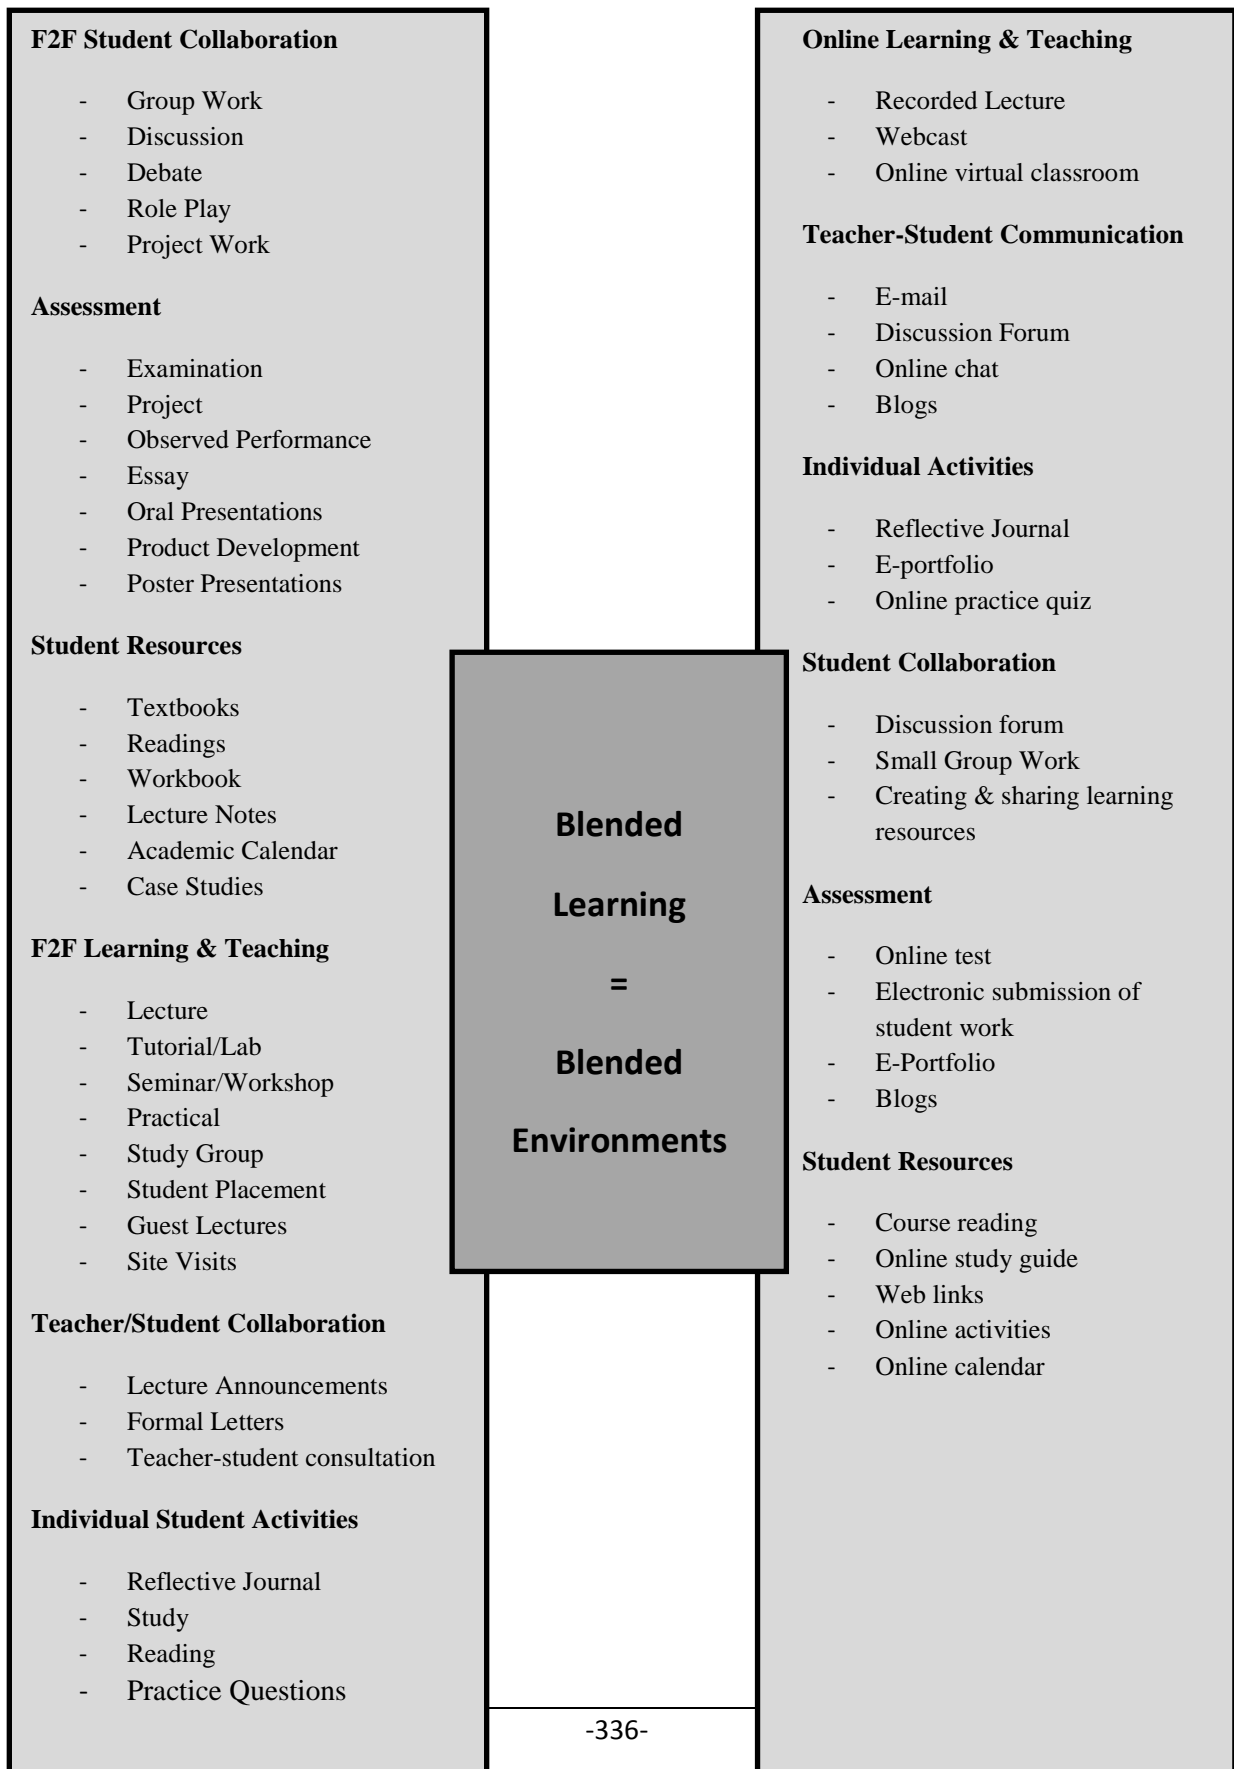 F2F Student Collaboration
- Group Work
- Discussion
- Debate
- Role Play
- Project Work
Assessment
- Examination
- Project
- Observed Performance
- Essay
- Oral Presentations
- Product Development
- Poster Presentations
Student Resources
- Textbooks
- Readings
- Workbook
- Lecture Notes
- Academic Calendar
- Case Studies
F2F Learning & Teaching
- Lecture
- Tutorial/Lab
- Seminar/Workshop
- Practical
- Study Group
- Student Placement
- Guest Lectures
- Site Visits
Teacher/Student Collaboration
- Lecture Announcements
- Formal Letters
- Teacher-student consultation
Individual Student Activities
- Reflective Journal
- Study
- Reading
- Practice Questions
Blended
Learning
=
Blended
Environments
Online Learning & Teaching
- Recorded Lecture
- Webcast
- Online virtual classroom
Teacher-Student Communication
- E-mail
- Discussion Forum
- Online chat
- Blogs
Individual Activities
- Reflective Journal
- E-portfolio
- Online practice quiz
Student Collaboration
- Discussion forum
- Small Group Work
- Creating & sharing learning
resources
Assessment
- Online test
- Electronic submission of
student work
- E-Portfolio
- Blogs
Student Resources
- Course reading
- Online study guide
- Web links
- Online activities
- Online calendar
-336-